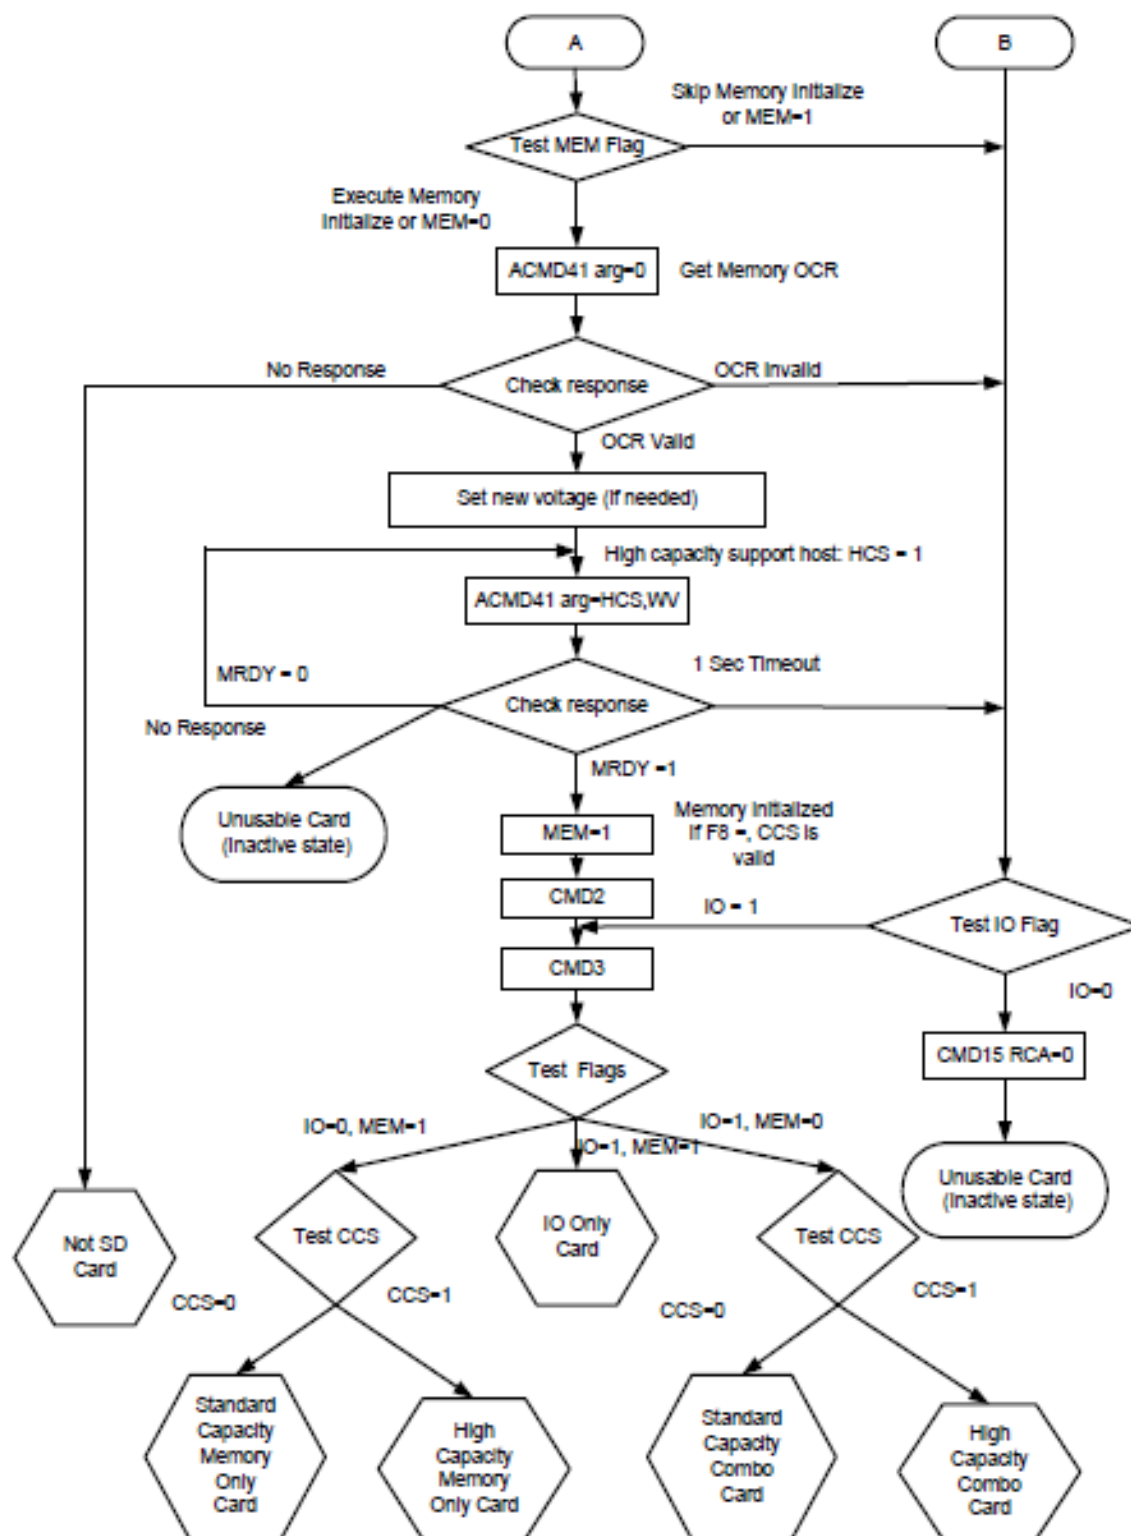 A
B
Skip Memory Initialize
or MEM=1
Test MEM Flag
Execute Memory
Initialize or MEM=0
ACMD41 arg=0
Get Memory OCR
No Response
OCR Invalid
Check response
OCR Valid
Set new voltage (If needed)
High capacity support host: HCS = 1
ACMD41 arg=HCS,WV
1 Sec Timeout
MRDY = 0
Check response
No Response
MRDY =1
Unusable Card
(Inactive state)
Memory Initialized
If F8 =, CCS is
valid
MEM=1
CMD2
IO = 1
Test IO Flag
CMD3
IO=0
CMD15 RCA=0
Test Flags
IO=0, MEM=1
IO=1, MEM=1
IO=1, MEM=0
Unusable Card
(Inactive state)
Not SD
Card
Test CCS
IO Only
Card
Test CCS
CCS=0
CCS=1
CCS=0
CCS=1
Standard
Capacity
Memory
Only
Card
High
Capacity
Memory
Only Card
Standard
Capacity
Combo
Card
High
Capacity
Combo
Card